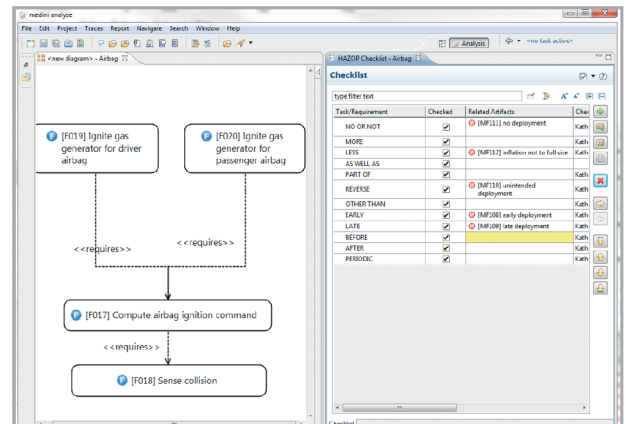 medini analyze
File Edit Project Traces Report Navigate Search Window Help
Analysis
<no task active>
<new diagram> - Airbag
HAZOP Checklist - Airbag
Checklist
type filter text
Task/Requirement Checked Related Artifacts Chec
NO OR NOT [MF111] no deployment Kath
MORE Kath
LESS [MF112] inflation not to full size Kath
AS WELL AS Kath
PART OF Kath
REVERSE [MF110] unintended deployment Kath
OTHER THAN Kath
EARLY [MF108] early deployment Kath
LATE [MF109] late deployment Kath
BEFORE Kath
AFTER Kath
PERIODIC Kath
[F019] Ignite gas
generator for driver
airbag
[F020] Ignite gas
generator for
passenger airbag
<<requires>>
<<requires>>
[F017] Compute airbag ignition command
<<requires>>
[F018] Sense collision
Checklist